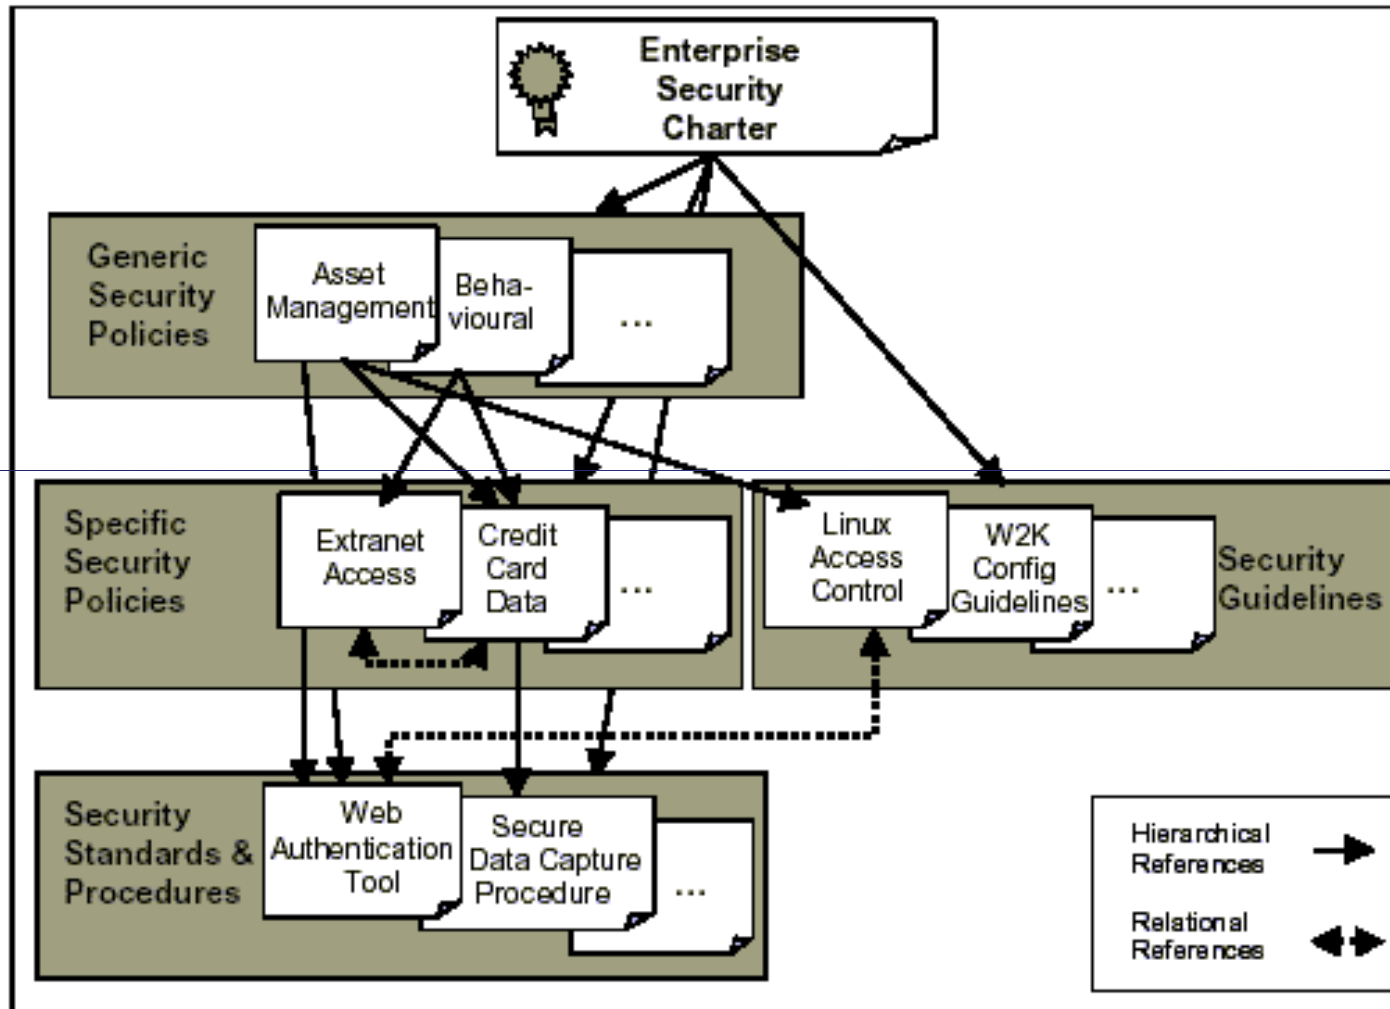 Enterprise
Security
Charter
Generic
Security
Policies
Asset
Management
Beha-
vioural
...
Specific
Security
Policies
Extranet
Access
Credit
Card
Data
...
Linux
Access
Control
W2K
Config
Guidelines
...
Security
Guidelines
Security
Standards &
Procedures
Web
Authentication
Tool
Secure
Data Capture
Procedure
...
Hierarchical
References
Relational
References